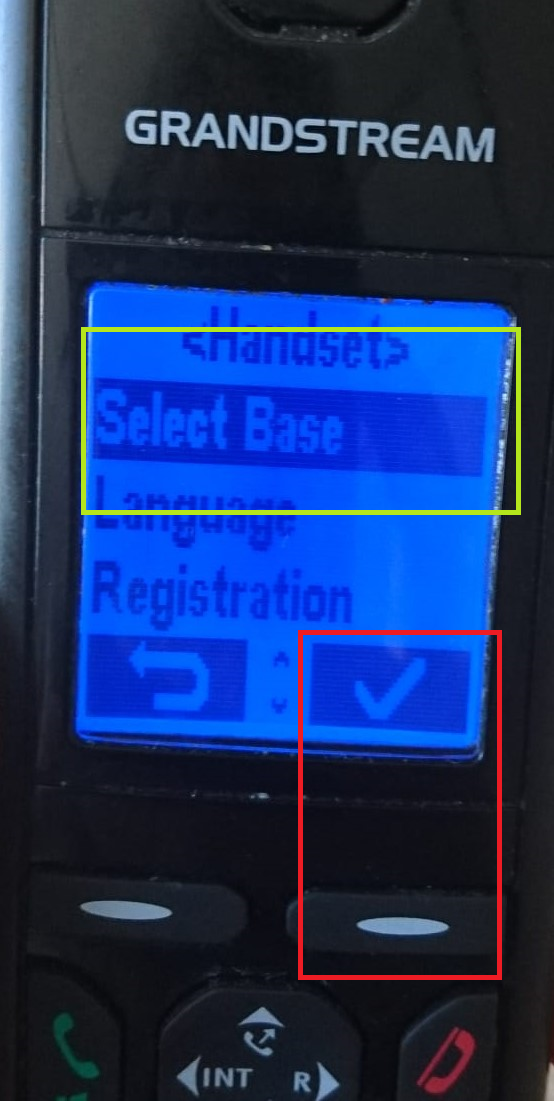 GRANDSTREAM
<Handset>
Select Base
Language
Registration
INT R